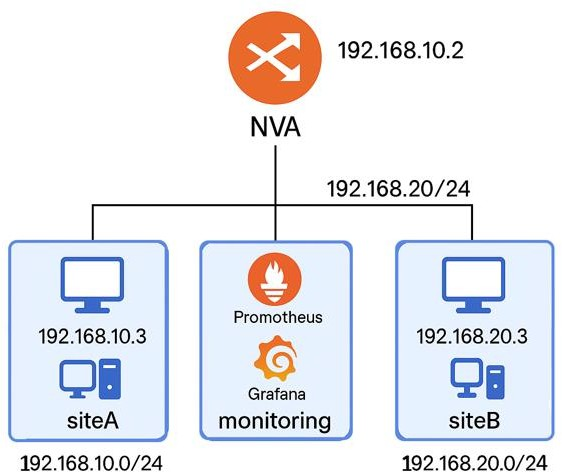 192.168.10.2
NVA
192.168.20/24
192.168.10.3
siteA
192.168.10.0/24
Prometheus
Grafana
monitoring
192.168.20.3
siteB
192.168.20.0/24